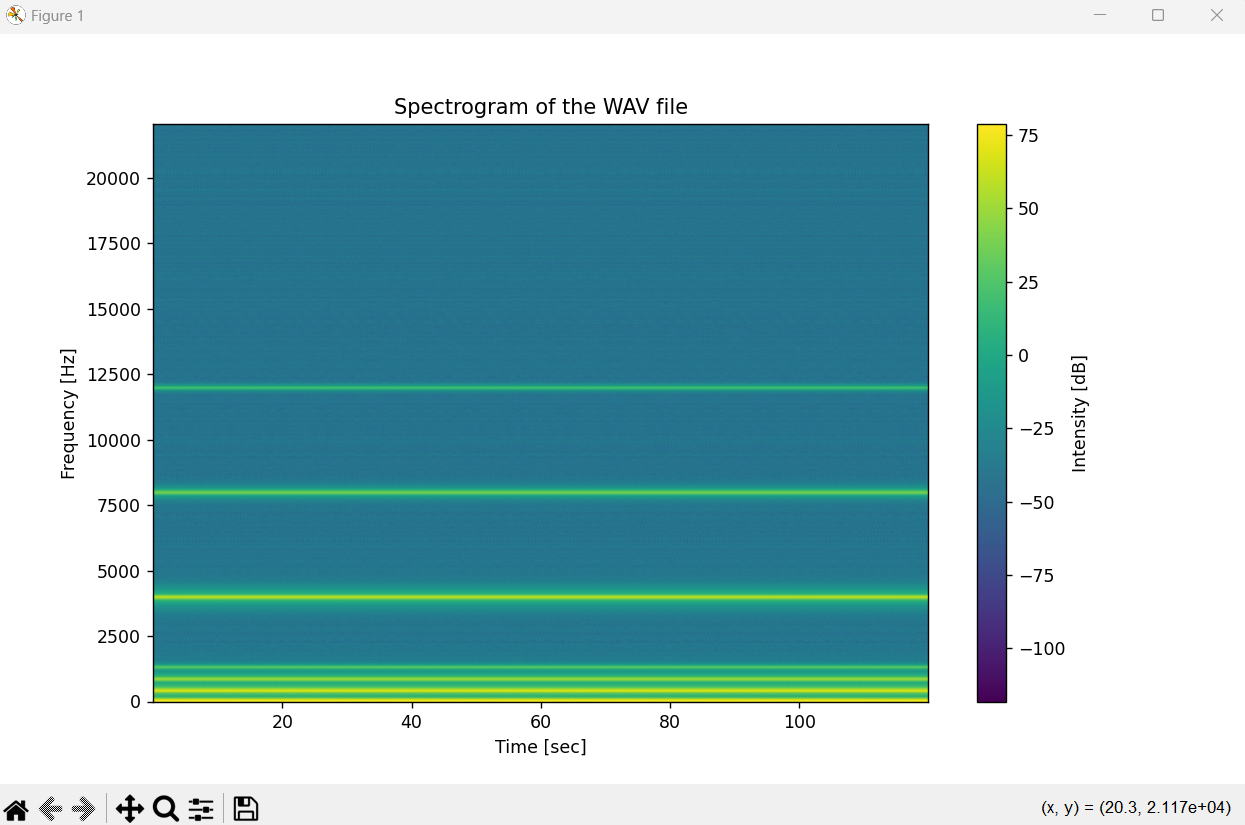 Figure 1
Spectrogram of the WAV file
20000
17500
15000
12500
10000
7500
5000
2500
0
Frequency [Hz]
20 40 60 80 100
Time [sec]
75
50
25
0
−25
−50
−75
−100
Intensity [dB]
(x, y) = (20.3, 2.117e+04)